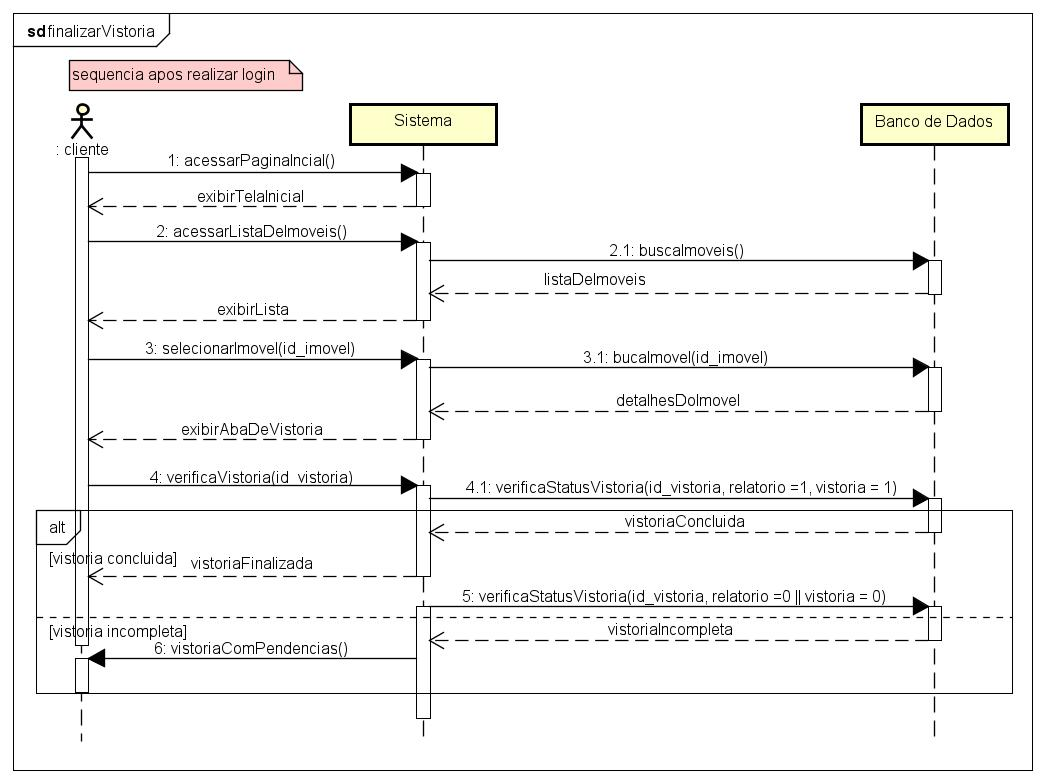 sd finalizarVistoria
sequencia apos realizar login
: cliente
Sistema
Banco de Dados
1: acessarPaginaIncial()
exibirTelaInicial
2: acessarListaDeImoveis()
2.1: buscaImoveis()
listaDeImoveis
exibirLista
3: selecionarImovel(id_imovel)
3.1: bucaImovel(id_imovel)
detalhesDoImovel
exibirAbaDeVistoria
4: verificaVistoria(id_vistoria)
4.1: verificaStatusVistoria(id_vistoria, relatorio =1, vistoria = 1)
alt
vistoriaConcluida
[vistoria concluida]
vistoriaFinalizada
5: verificaStatusVistoria(id_vistoria, relatorio =0 || vistoria = 0)
[vistoria incompleta]
vistoriaIncompleta
6: vistoriaComPendencias()